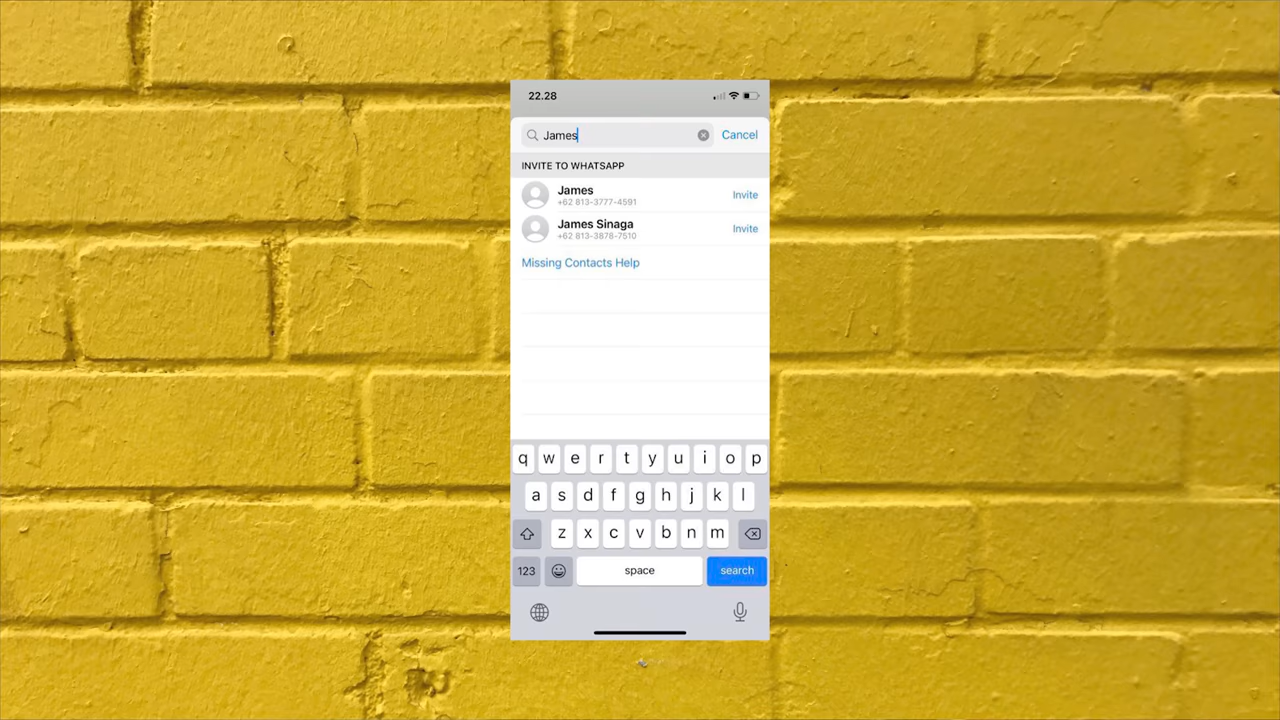 22.28
James
Cancel
INVITE TO WHATSAPP
James
+62 813-3777-4591
Invite
James Sinaga
+62 813-3878-7510
Invite
Missing Contacts Help
q w e r t y u i o p
a s d f g h j k l
z x c v b n m
123
space
search